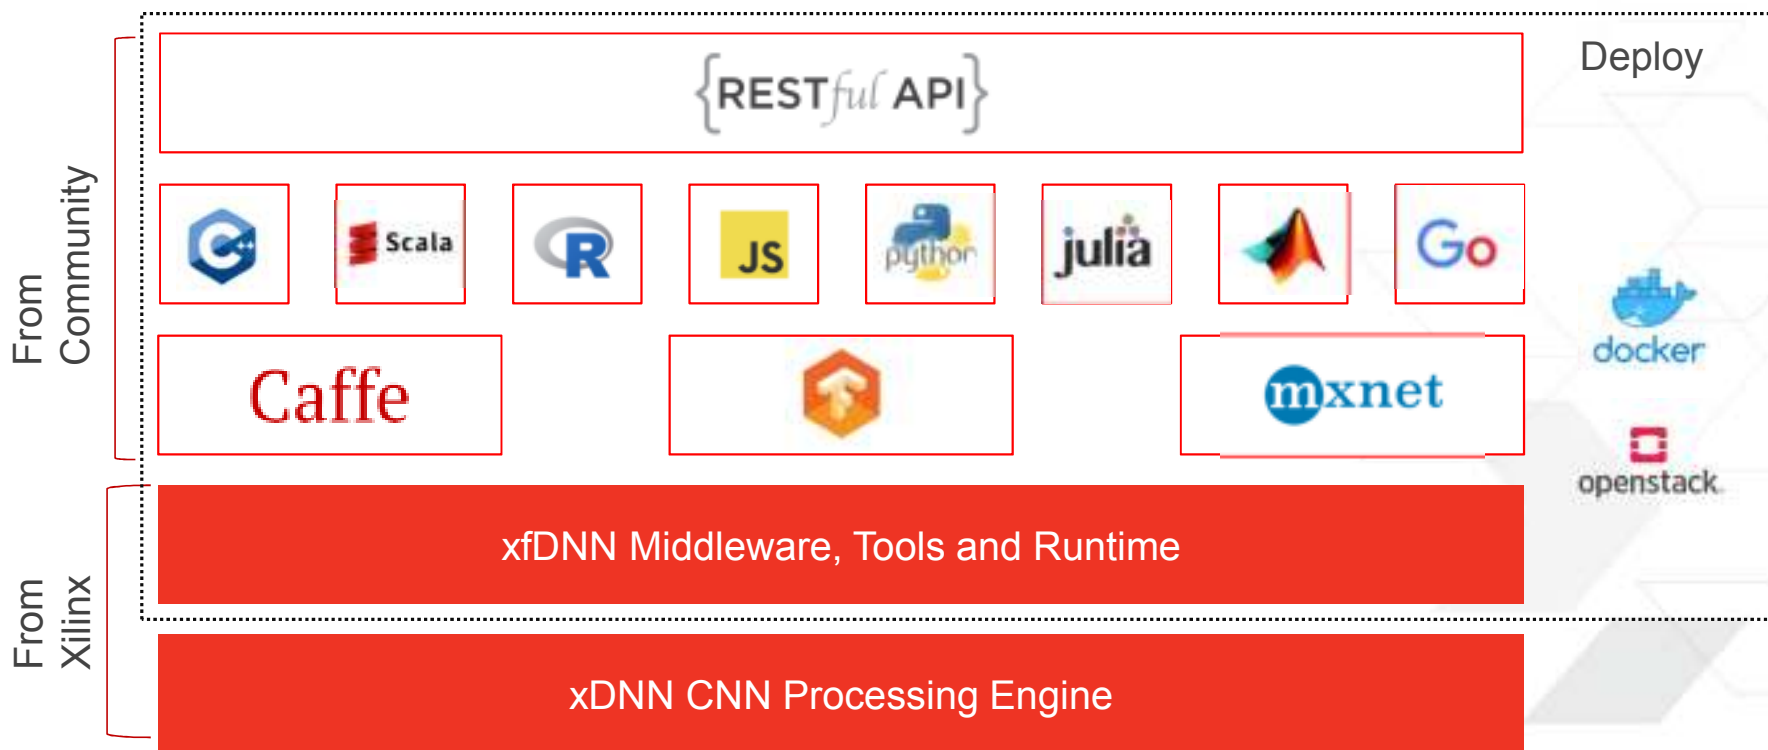 Deploy
{RESTful API}
From
Community
C++
Scala
R
JS
python
julia
Go
docker
Caffe
mxnet
openstack.
xfDNN Middleware, Tools and Runtime
From
Xilinx
xDNN CNN Processing Engine